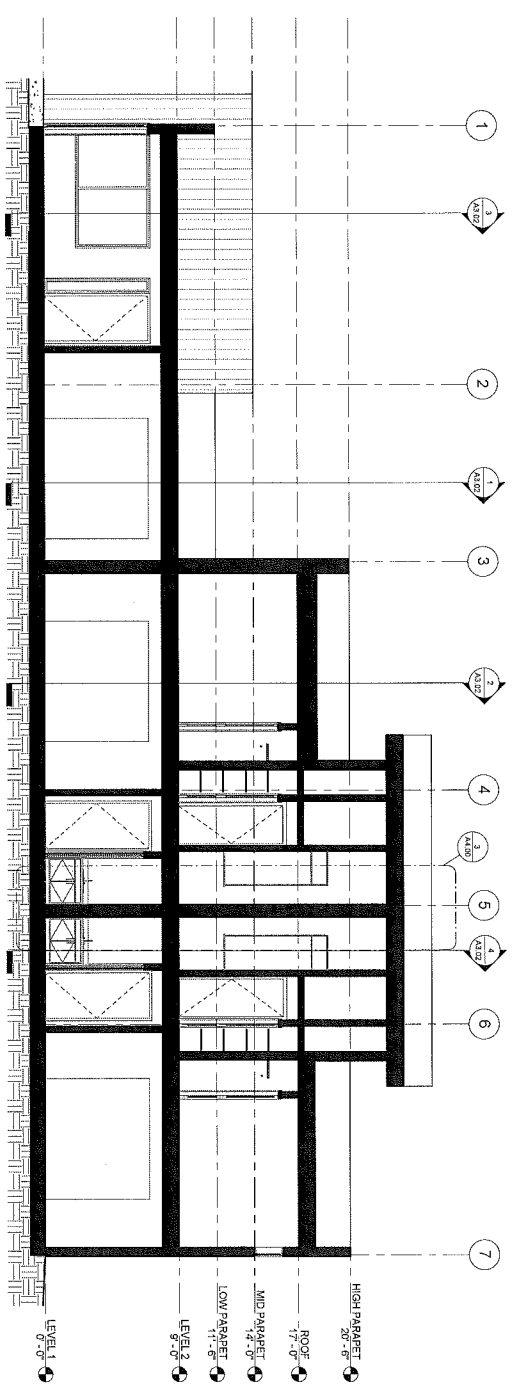 1
3
A3.02
2
1
A3.02
3
2
A3.02
4
3
A4.00
5
4
A3.02
6
7
HIGH PARAPET
20' - 6"
ROOF
17' - 0"
MID PARAPET
14' - 0"
LOW PARAPET
11' - 6"
LEVEL 2
9' - 0"
LEVEL 1
0' - 0"